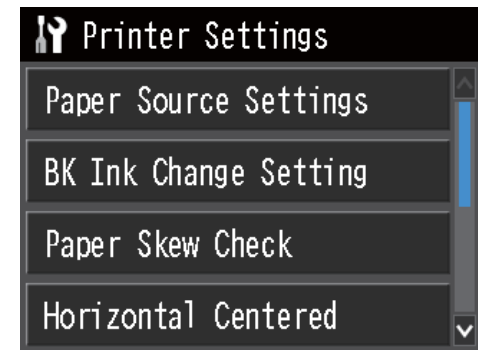 Printer Settings
Paper Source Settings
BK Ink Change Setting
Paper Skew Check
Horizontal Centered